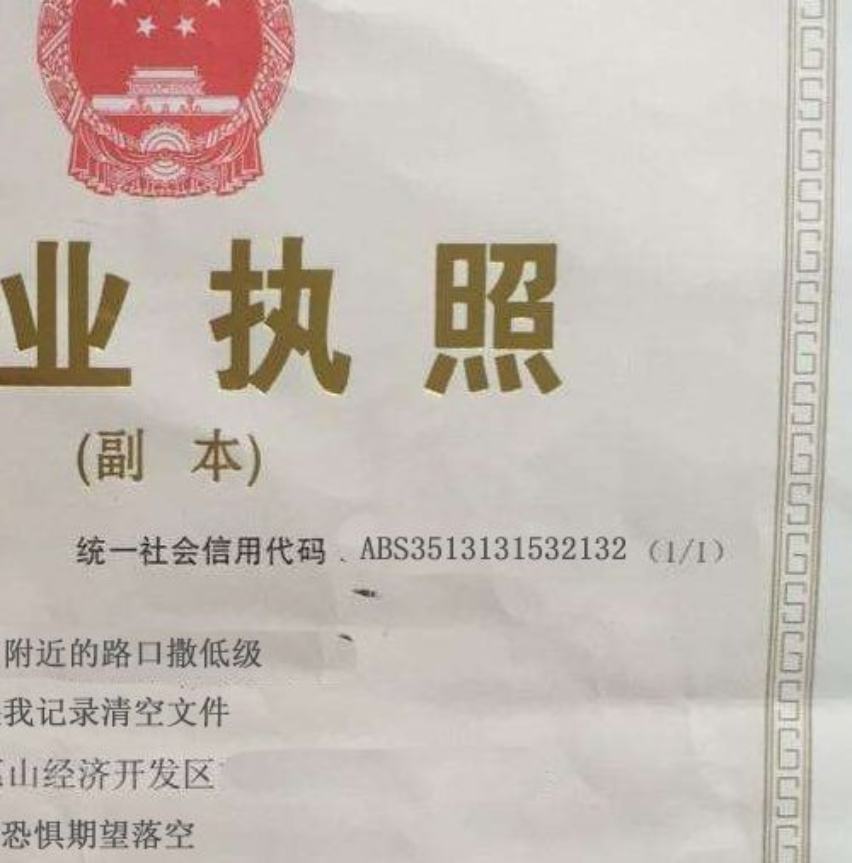 业执照
(副 本)
统一社会信用代码 . ABS3513131532132 (1/1)
附近的路口撒低级
我记录清空文件
山经济开发区
恐惧期望落空